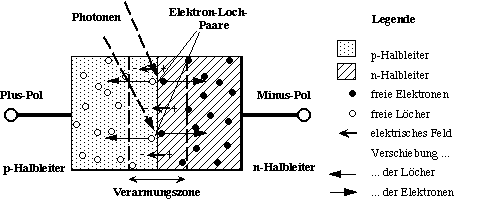 Photonen
Elektron-Loch-
Paare
Plus-Pol
Minus-Pol
p-Halbleiter
n-Halbleiter
Verarmungszone
Legende
p-Halbleiter
n-Halbleiter
freie Elektronen
freie Löcher
elektrisches Feld
Verschiebung ...
... der Löcher
... der Elektronen